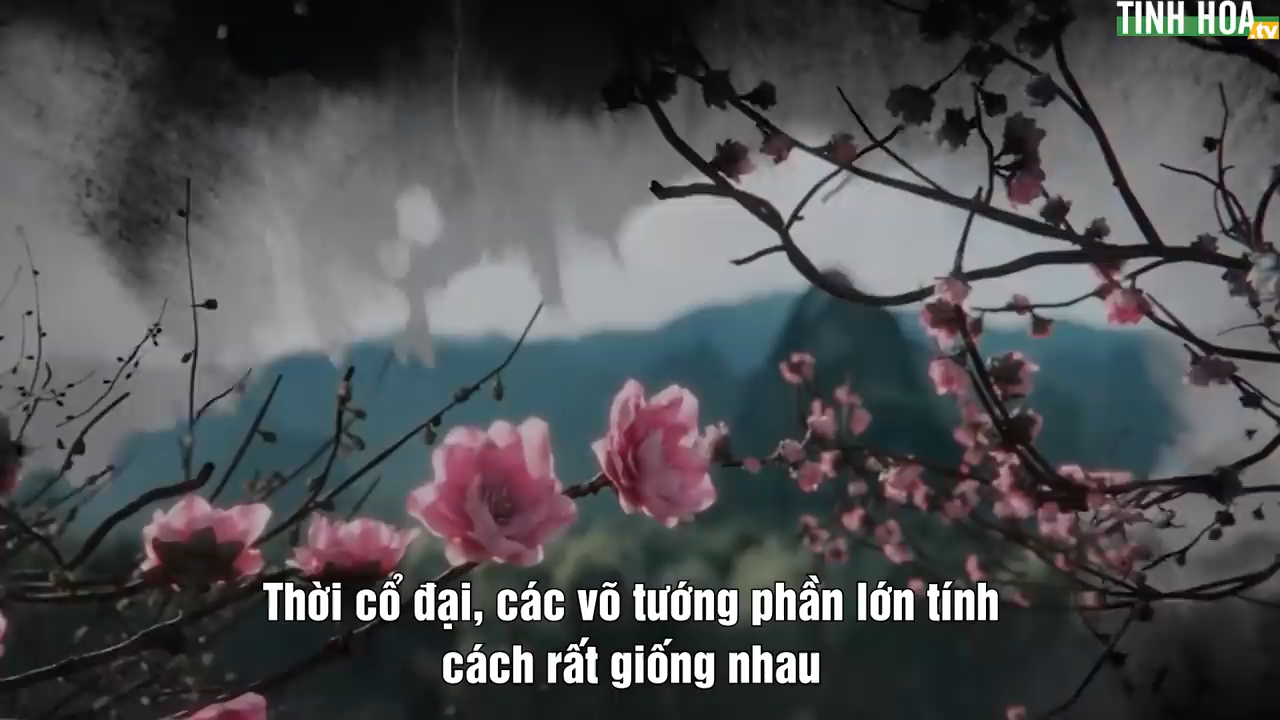 TINH HOA
.tv
Thời cổ đại, các võ tướng phần lớn tính
cách rất giống nhau